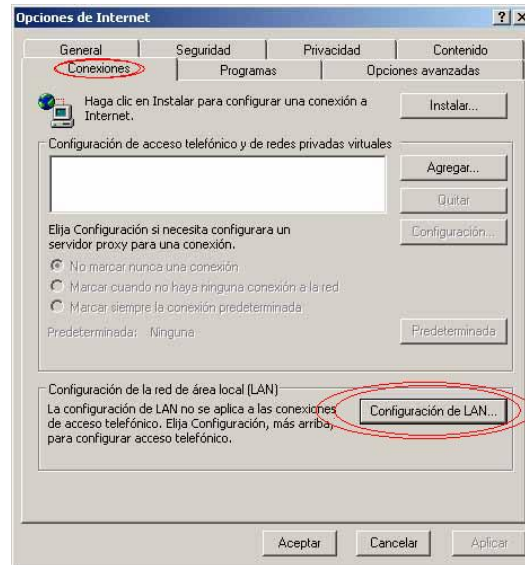 Opciones de Internet
General
Seguridad
Privacidad
Contenido
Conexiones
Programas
Opciones avanzadas
Haga clic en Instalar para configurar una conexión a
Internet.
Instalar...
Configuración de acceso telefónico y de redes privadas virtuales
Agregar...
Quitar
Elija Configuración si necesita configurara un
servidor proxy para una conexión.
Configuración...
No marcar nunca una conexión
Marcar cuando no haya ninguna conexión a la red
Marcar siempre la conexión predeterminada
Predeterminada: Ninguna
Predeterminada
Configuración de la red de área local (LAN)
La configuración de LAN no se aplica a las conexiones
de acceso telefónico. Elija Configuración, más arriba,
para configurar acceso telefónico.
Configuración de LAN...
Aceptar
Cancelar
Aplicar